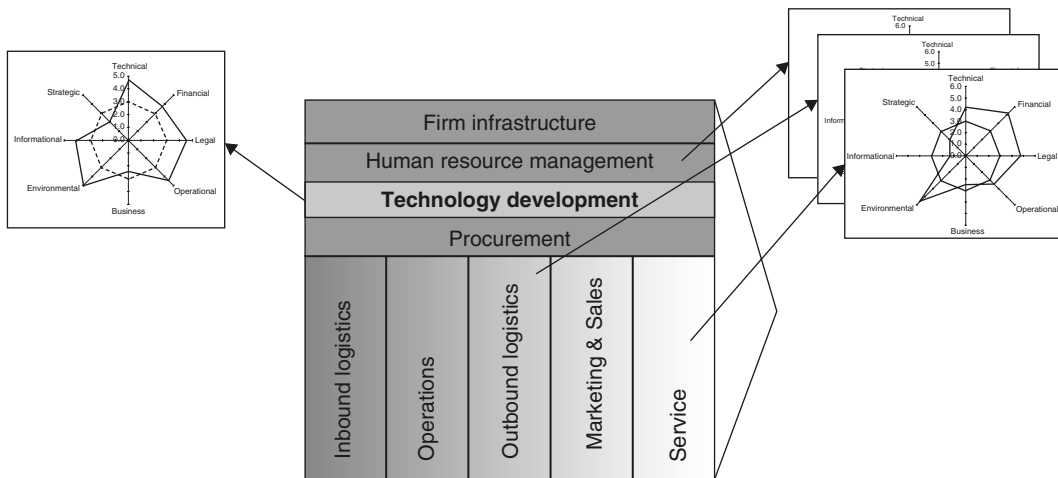 Technical
5.0
4.0
3.0
2.0
1.0
0.0
Strategic
Financial
Informational
Legal
Environmental
Operational
Business
Firm infrastructure
Human resource management
Technology development
Procurement
Inbound logistics
Operations
Outbound logistics
Marketing & Sales
Service
Technical
6.0
Technical
6.0
5.0
Technical
6.0
5.0
4.0
3.0
2.0
1.0
0.0
Strategic
Financial
Informational
Legal
Environmental
Operational
Business